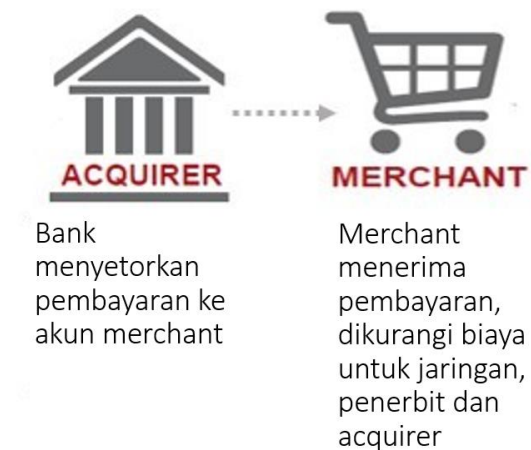 ACQUIRER
MERCHANT
Bank
menyetorkan
pembayaran ke
akun merchant
Merchant
menerima
pembayaran,
dikurangi biaya
untuk jaringan,
penerbit dan
acquirer